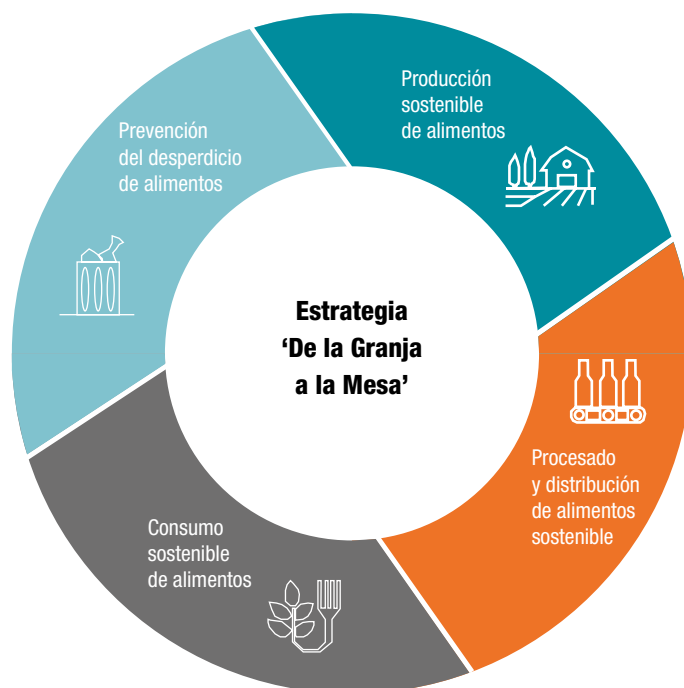 Prevención
del desperdicio
de alimentos
Producción
sostenible
de alimentos
Estrategia
‘De la Granja
a la Mesa’
Procesado
y distribución
de alimentos
sostenible
Consumo
sostenible
de alimentos